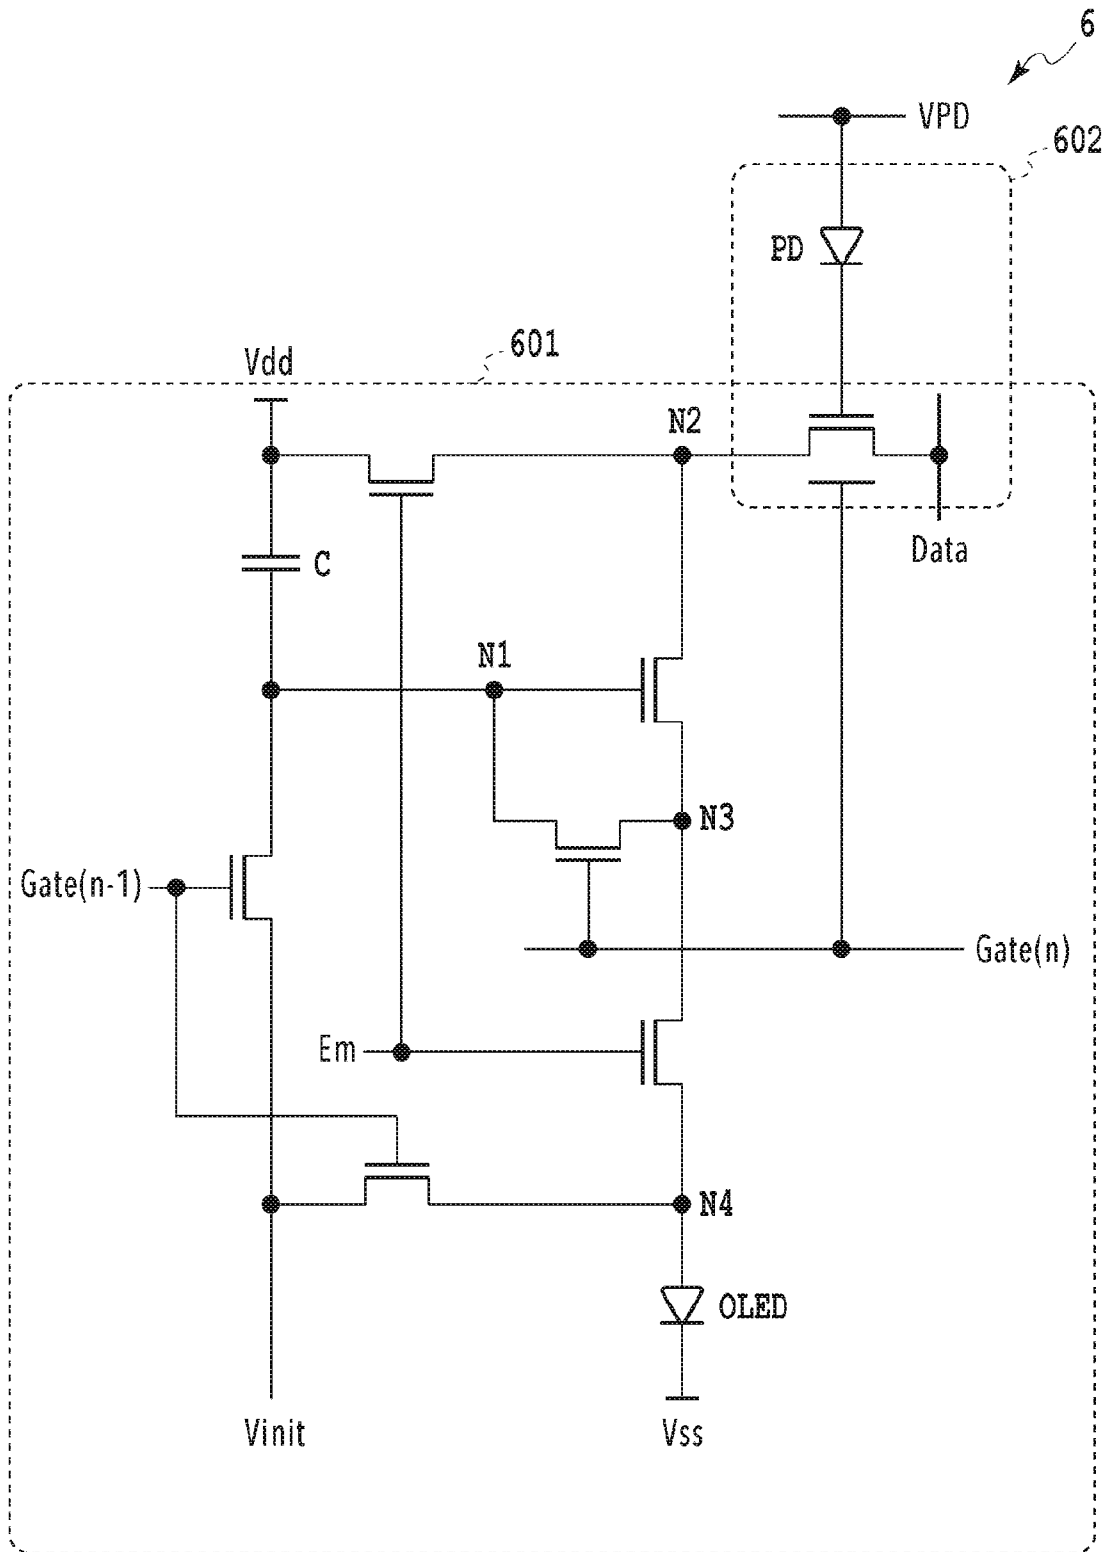 6
VPD
602
PD
601
Vdd
N2
Data
C
N1
N3
Gate(n-1)
Gate(n)
Em
N4
OLED
Vinit
Vss